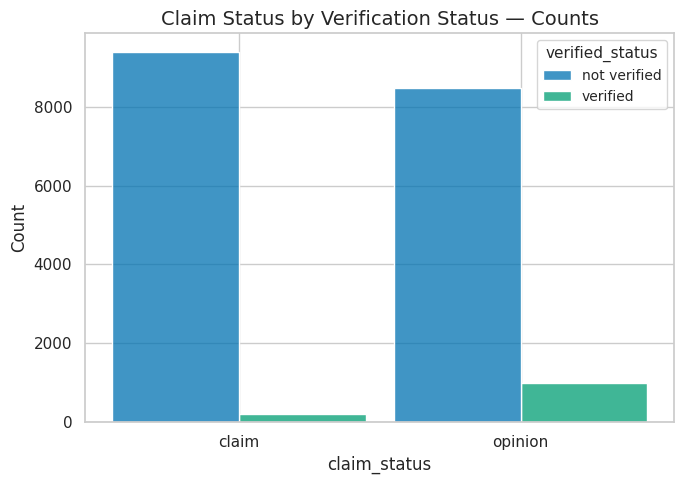 Claim Status by Verification Status — Counts
verified_status
not verified
verified
Count
8000
6000
4000
2000
0
claim
opinion
claim_status